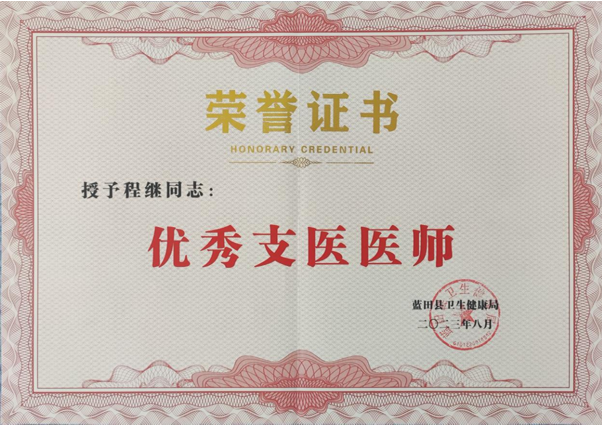 荣誉证书
HONORARY CREDENTIAL
授予程继同志:
优秀支医医师
蓝田县卫生健康局
二〇二三年八月